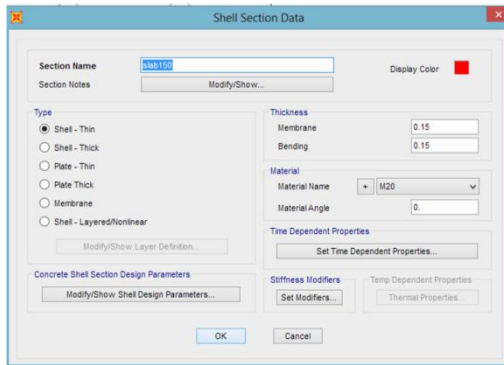 Shell Section Data
Section Name
slab150
Display Color
Section Notes
Modify/Show...
Type
Shell - Thin
Shell - Thick
Plate - Thin
Plate Thick
Membrane
Shell - Layered/Nonlinear
Modify/Show Layer Definition...
Thickness
Membrane
0.15
Bending
0.15
Material
Material Name
+
M20
Material Angle
0.
Time Dependent Properties
Set Time Dependent Properties...
Concrete Shell Section Design Parameters
Modify/Show Shell Design Parameters...
Stiffness Modifiers
Set Modifiers...
Temp Dependent Properties
Thermal Properties...
OK
Cancel